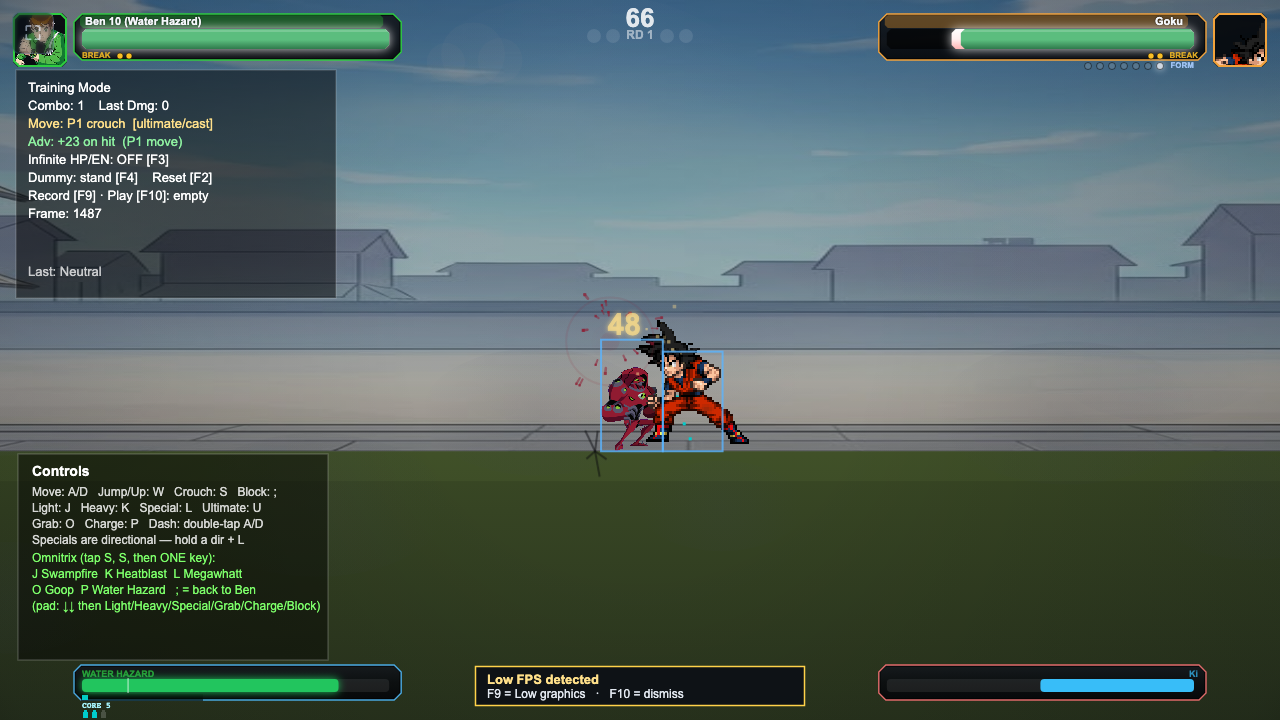 Ben 10 (Water Hazard)
BREAK
66
RD 1
Goku
BREAK
FORM
Training Mode
Combo: 1 Last Dmg: 0
Move: P1 crouch [ultimate/cast]
Adv: +23 on hit (P1 move)
Infinite HP/EN: OFF [F3]
Dummy: stand [F4] Reset [F2]
Record [F9] · Play [F10]: empty
Frame: 1487
Last: Neutral
48
Controls
Move: A/D Jump/Up: W Crouch: S Block: ;
Light: J Heavy: K Special: L Ultimate: U
Grab: O Charge: P Dash: double-tap A/D
Specials are directional — hold a dir + L
Omnitrix (tap S, S, then ONE key):
J Swampfire K Heatblast L Megawhatt
O Goop P Water Hazard ; = back to Ben
(pad: ↓↓ then Light/Heavy/Special/Grab/Charge/Block)
WATER HAZARD
CORE 5
Low FPS detected
F9 = Low graphics · F10 = dismiss
Ki